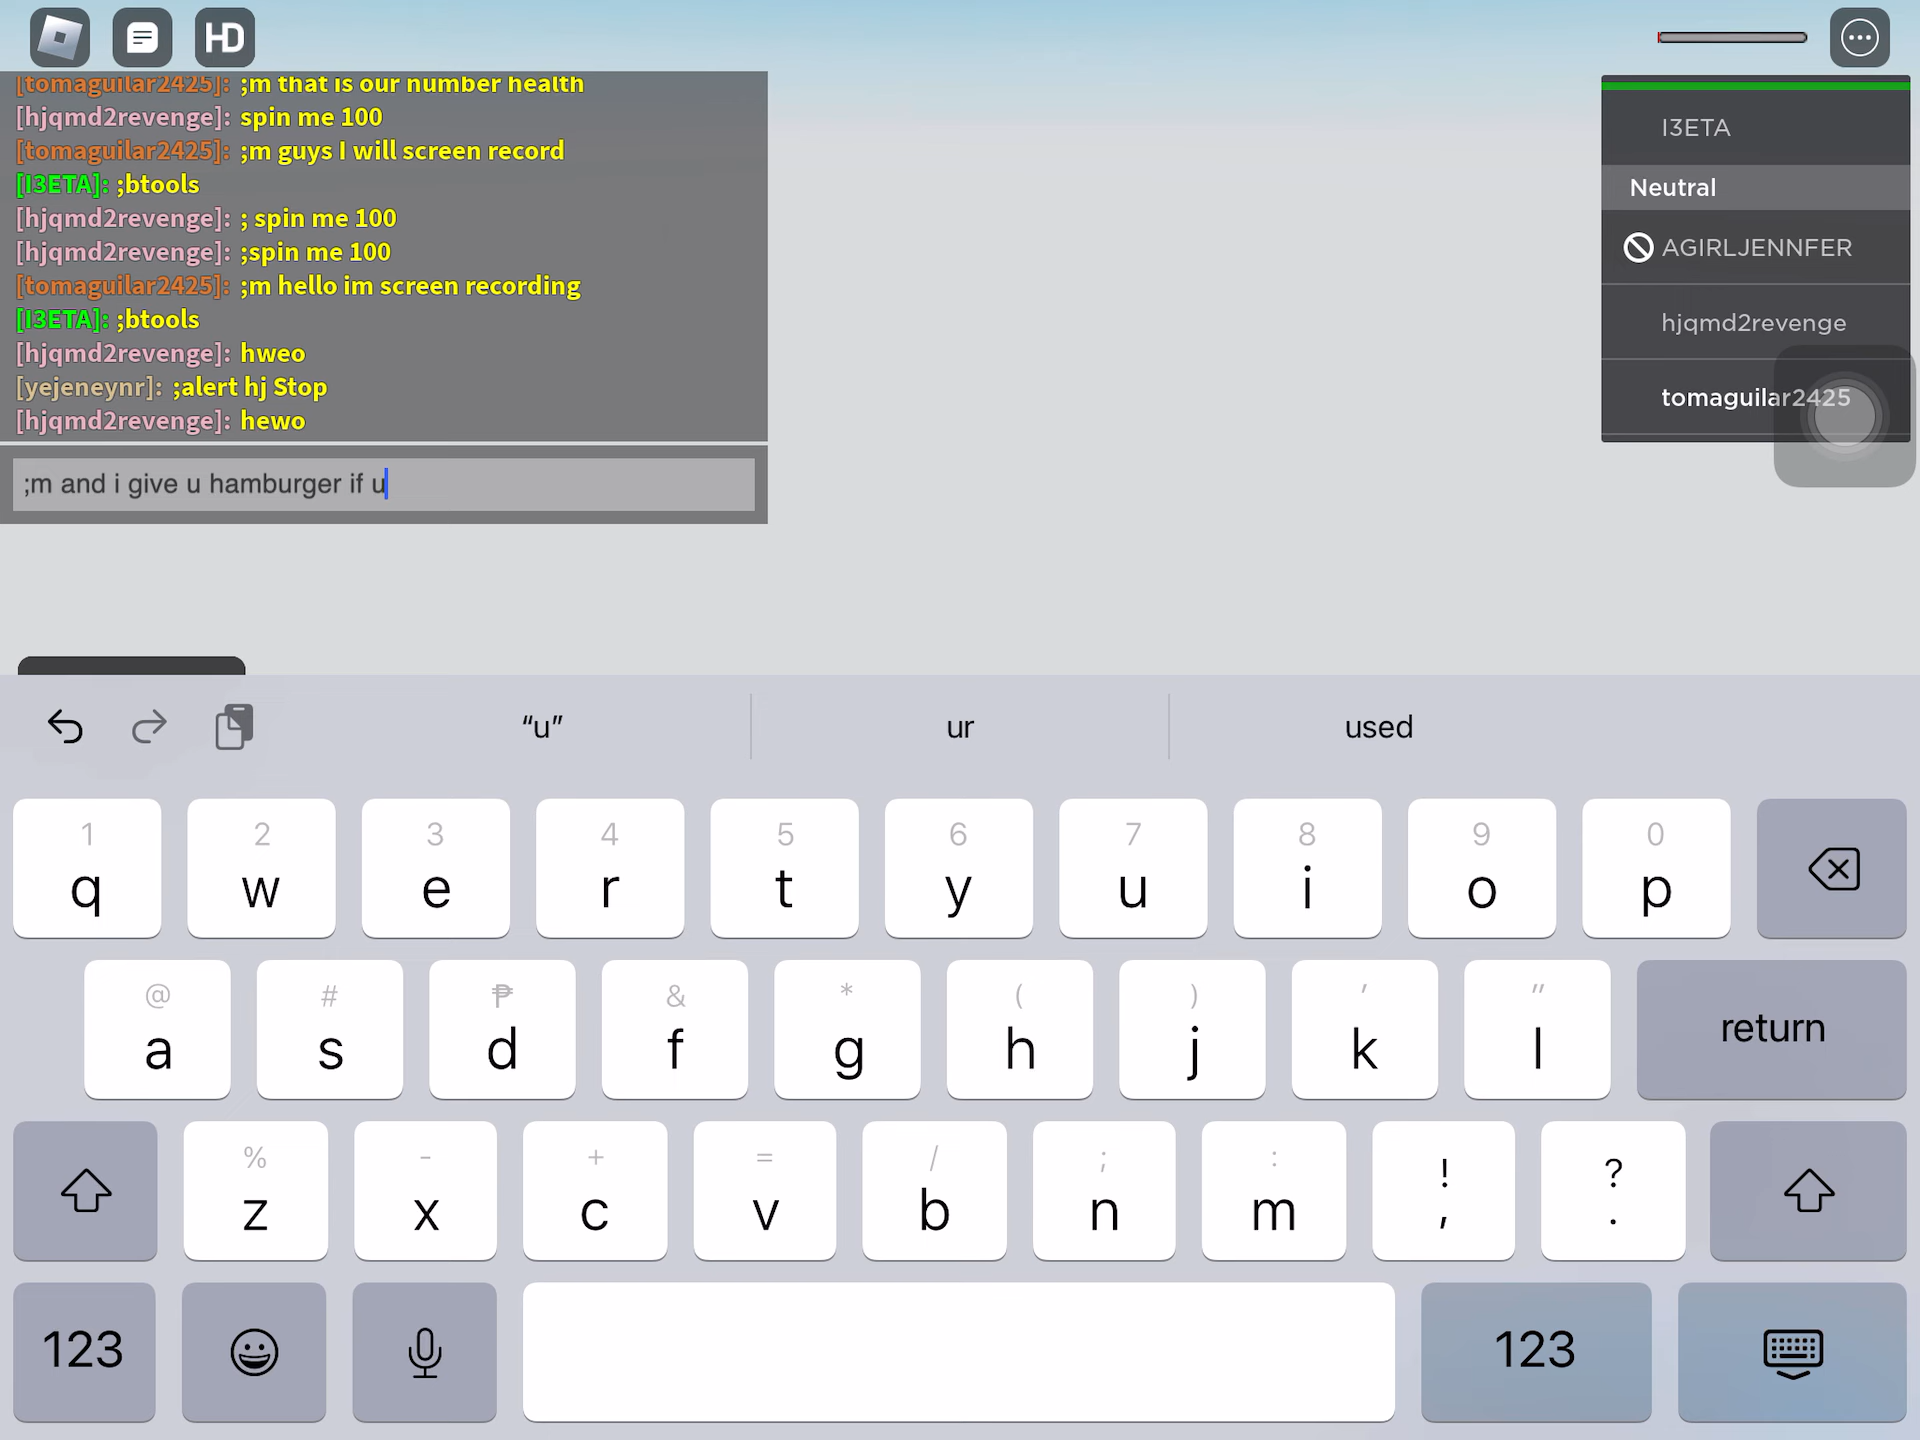 HD
[tomaguilar2425]: ;m that is our number health
[hjqmd2revenge]: spin me 100
[tomaguilar2425]: ;m guys I will screen record
[I3ETA]: ;btools
[hjqmd2revenge]: ; spin me 100
[hjqmd2revenge]: ;spin me 100
[tomaguilar2425]: ;m hello im screen recording
[I3ETA]: ;btools
[hjqmd2revenge]: hweo
[yejeneynr]: ;alert hj Stop
[hjqmd2revenge]: hewo
;m and i give u hamburger if u
I3ETA
Neutral
AGIRLJENNFER
hjqmd2revenge
tomaguilar2425
“u” ur used
1 2 3 4 5 6 7 8 9 0
q w e r t y u i o p
@ # ₱ & * ( ) ' "
a s d f g h j k l return
% - + = / ; : ! ?
z x c v b n m , .
123 123